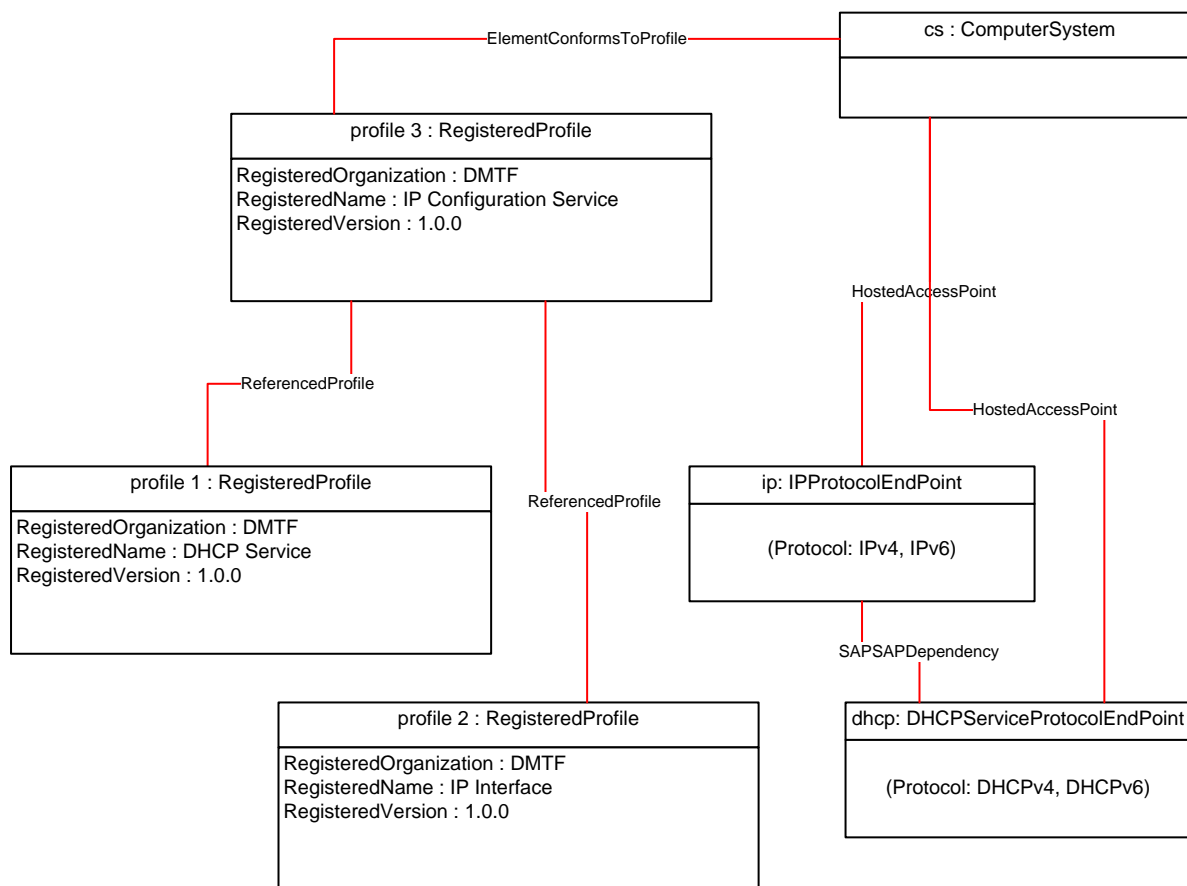 cs : ComputerSystem
ElementConformsToProfile
profile 3 : RegisteredProfile
RegisteredOrganization : DMTF
RegisteredName : IP Configuration Service
RegisteredVersion : 1.0.0
HostedAccessPoint
ReferencedProfile
HostedAccessPoint
profile 1 : RegisteredProfile
RegisteredOrganization : DMTF
RegisteredName : DHCP Service
RegisteredVersion : 1.0.0
ReferencedProfile
ip: IPProtocolEndPoint
(Protocol: IPv4, IPv6)
SAPSAPDependency
profile 2 : RegisteredProfile
RegisteredOrganization : DMTF
RegisteredName : IP Interface
RegisteredVersion : 1.0.0
dhcp: DHCPServiceProtocolEndPoint
(Protocol: DHCPv4, DHCPv6)